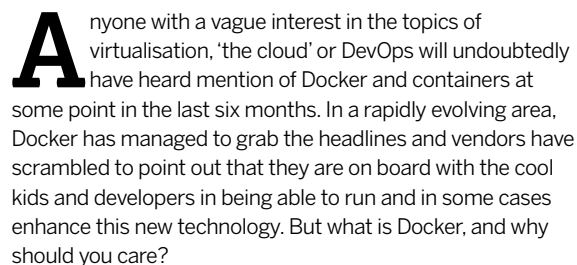 Anyone with a vague interest in the topics of
virtualisation, ‘the cloud’ or DevOps will undoubtedly
have heard mention of Docker and containers at
some point in the last six months. In a rapidly evolving area,
Docker has managed to grab the headlines and vendors have
scrambled to point out that they are on board with the cool
kids and developers in being able to run and in some cases
enhance this new technology. But what is Docker, and why
should you care?